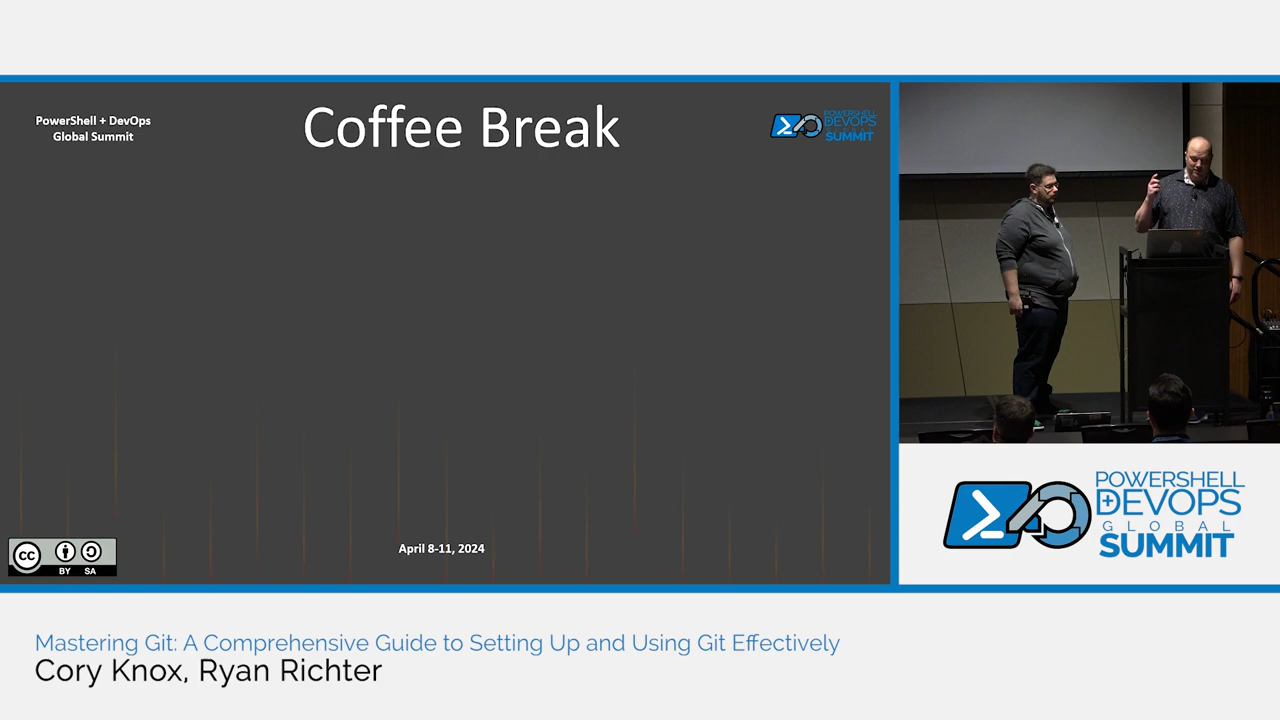 PowerShell + DevOps
Global Summit
Coffee Break
POWERSHELL
DEVOPS
SUMMIT
April 8-11, 2024
CC
BY SA
POWERSHELL
+DEVOPS
GLOBAL
SUMMIT
Mastering Git: A Comprehensive Guide to Setting Up and Using Git Effectively
Cory Knox, Ryan Richter